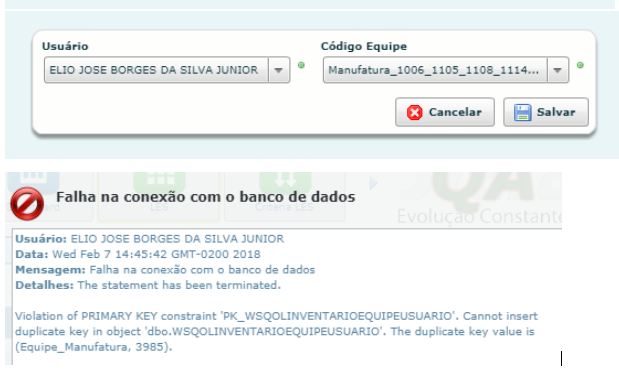 Usuário Código Equipe
ELIO JOSE BORGES DA SILVA JUNIOR Manufatura_1006_1105_1108_1114...
Cancelar Salvar
Falha na conexão com o banco de dados
Evolução Constante
Usuário: ELIO JOSE BORGES DA SILVA JUNIOR
Data: Wed Feb 7 14:45:42 GMT-0200 2018
Mensagem: Falha na conexão com o banco de dados
Detalhes: The statement has been terminated.
Violation of PRIMARY KEY constraint 'PK_WSQOLINVENTARIOEQUIPEUSUARIO'. Cannot insert
duplicate key in object 'dbo.WSQOLINVENTARIOEQUIPEUSUARIO'. The duplicate key value is
(Equipe_Manufatura, 3985).